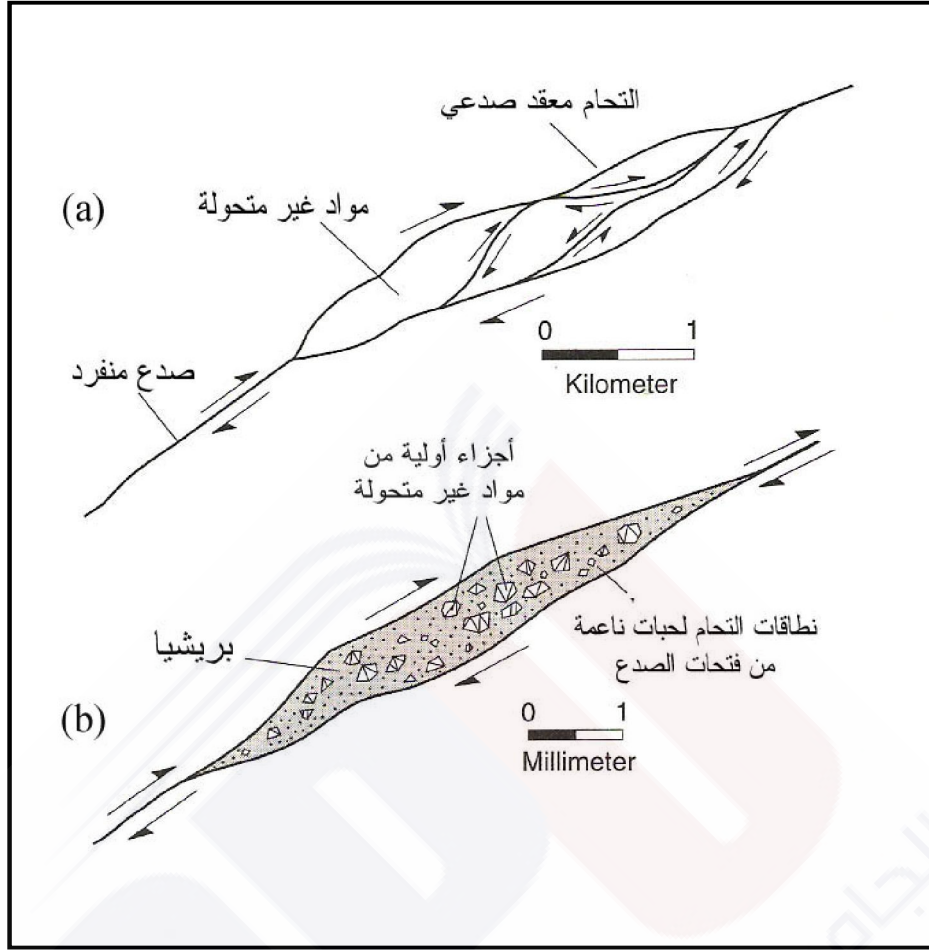 التحام معقد صدعي
(a)
مواد غير متحولة
0 1
Kilometer
صدع منفرد
أجزاء أولية من
مواد غير متحولة
نطاقات التحام لحبات ناعمة
من فتحات الصدع
بريشيا
(b)
0 1
Millimeter